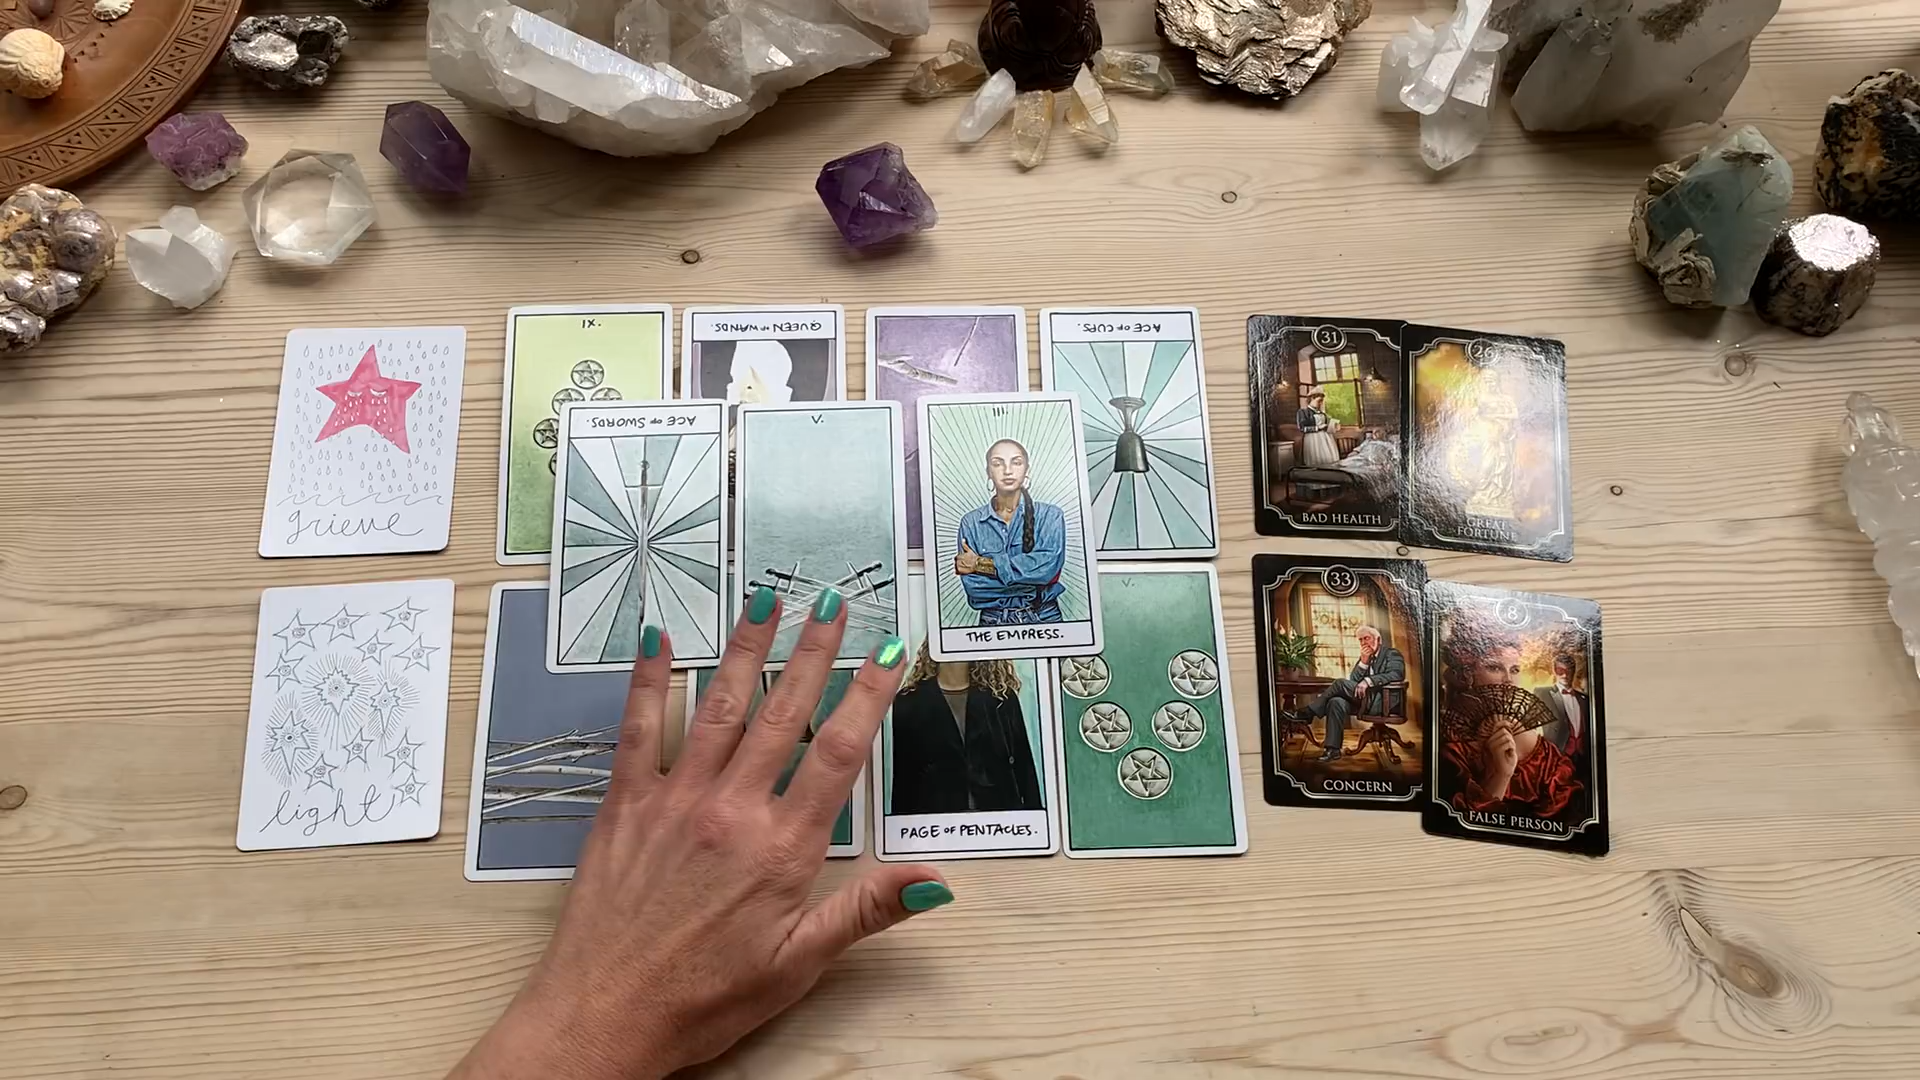 grieve
light
.IX
QUEEN OF WANDS.
ACE OF CUPS.
ACE OF SWORDS.
V.
III
THE EMPRESS.
PAGE OF PENTACLES.
V.
31
BAD HEALTH
26
GREAT
FORTUNE
33
CONCERN
8
FALSE PERSON